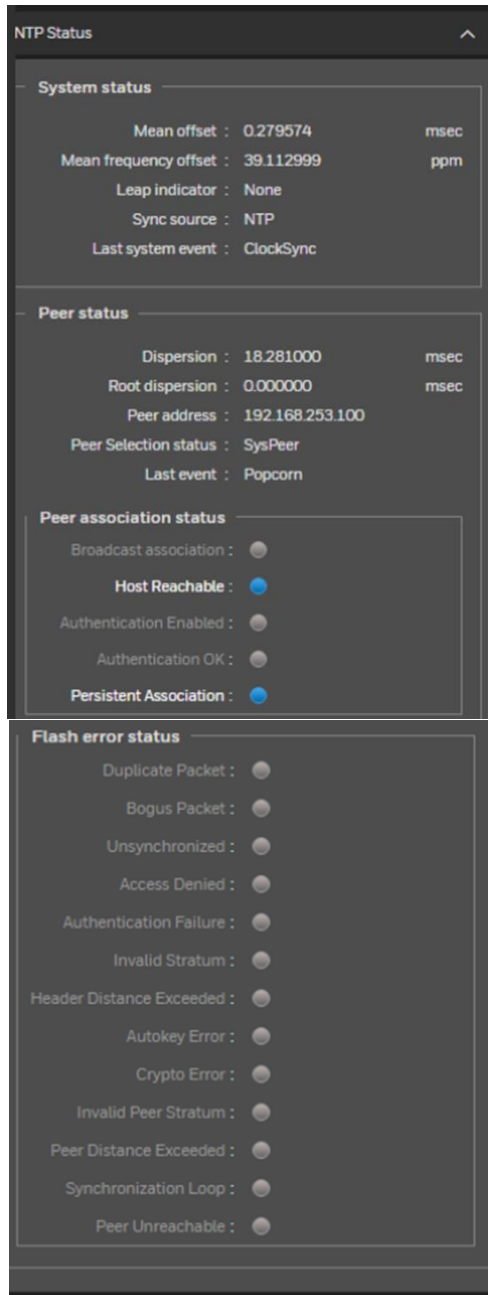 NTP Status
System status
Mean offset : 0.279574 msec
Mean frequency offset : 39.112999 ppm
Leap indicator : None
Sync source : NTP
Last system event : ClockSync
Peer status
Dispersion : 18.281000 msec
Root dispersion : 0.000000 msec
Peer address : 192.168.253.100
Peer Selection status : SysPeer
Last event : Popcorn
Peer association status
Broadcast association :
Host Reachable :
Authentication Enabled :
Authentication OK :
Persistent Association :
Flash error status
Duplicate Packet :
Bogus Packet :
Unsynchronized :
Access Denied :
Authentication Failure :
Invalid Stratum :
Header Distance Exceeded :
Autokey Error :
Crypto Error :
Invalid Peer Stratum :
Peer Distance Exceeded :
Synchronization Loop :
Peer Unreachable :